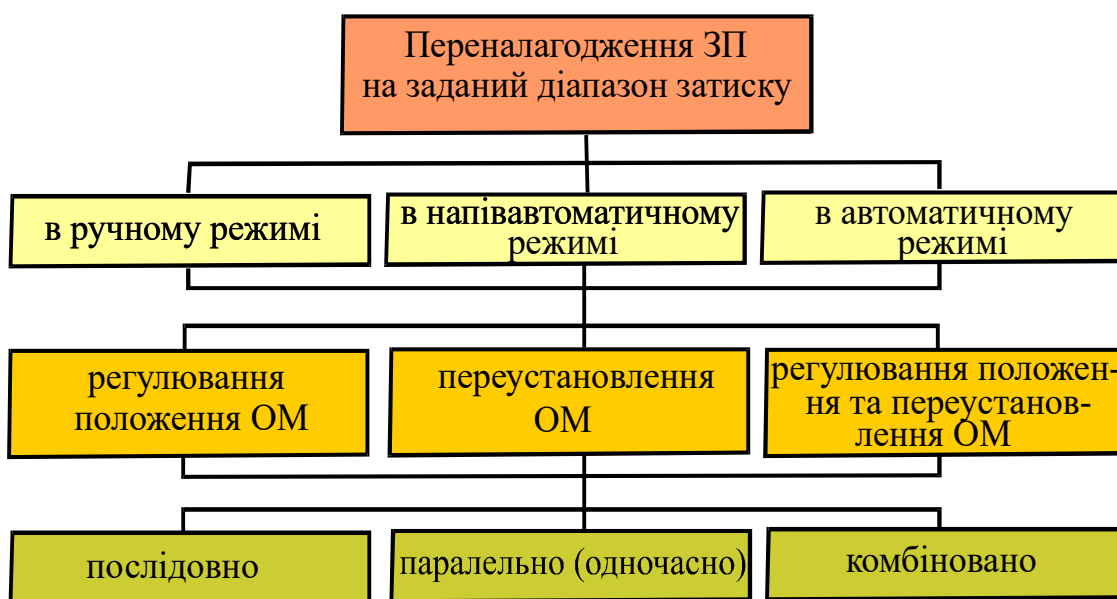 Переналагодження ЗП
на заданий діапазон затиску
в ручному режимі
в напівавтоматичному
режимі
в автоматичному
режимі
регулювання
положення ОМ
переустановлення
ОМ
регулювання положен-
ня та переустанов-
лення ОМ
послідовно
паралельно (одночасно)
комбіновано